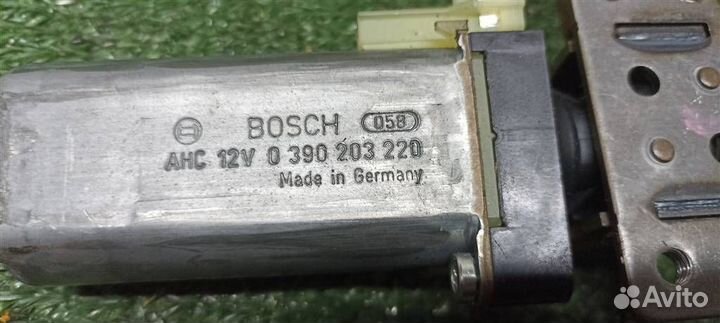 BOSCH 058
AHC 12V 0 390 203 220
Made in Germany
Avito